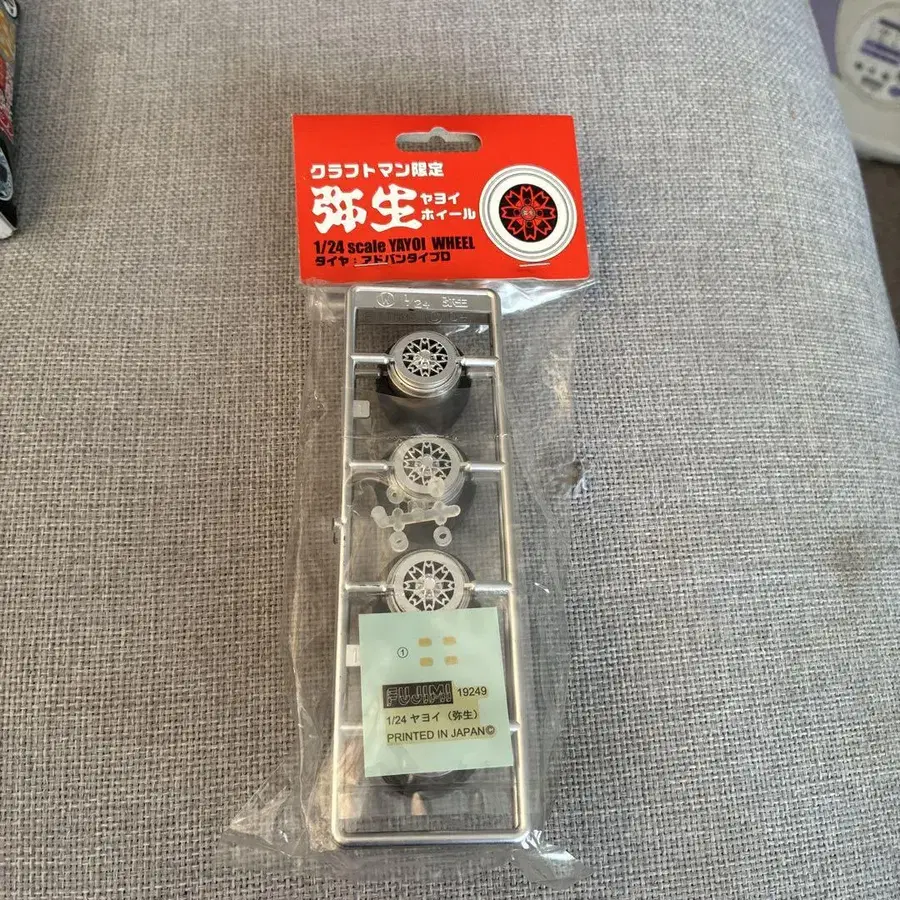 クラフトマン限定
弥生 ヤヨイ ホイール
1/24 scale YAYOI WHEEL
タイヤ：アドバンタイプD
1/24 弥生
①
FUJIMI 19249
1/24 ヤヨイ（弥生）
PRINTED IN JAPAN©